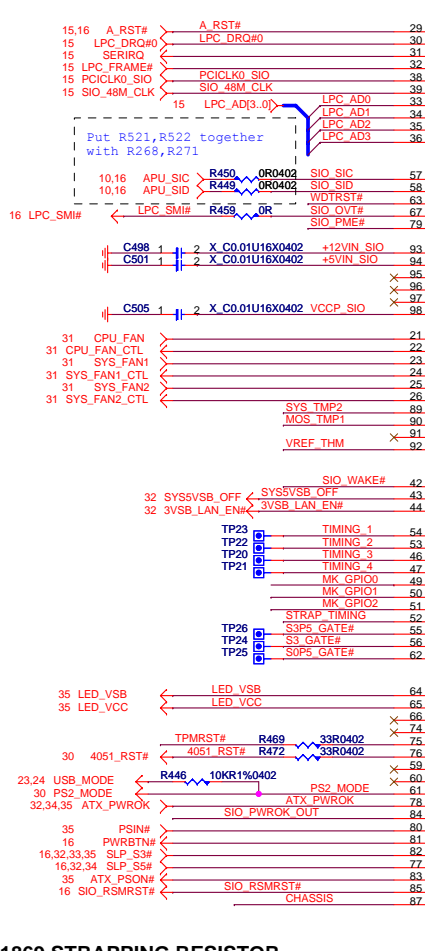 15,16 A_RST# A_RST# 29
15 LPC_DRQ#0 LPC_DRQ#0 30
15 SERIRQ 31
15 LPC_FRAME# 32
15 PCICLK0_SIO PCICLK0_SIO 38
15 SIO_48M_CLK SIO_48M_CLK 39
15 LPC_AD[3..0] LPC_AD0 33
LPC_AD1 34
LPC_AD2 35
LPC_AD3 36
Put R521,R522 together
with R268,R271
10,16 APU_SIC R450 0R0402 SIO_SIC 57
10,16 APU_SID R449 0R0402 SIO_SID 58
WDTRST# 63
16 LPC_SMI# LPC_SMI# R459 0R SIO_OVT# 67
SIO_PME# 79
C498 1 2 X_C0.01U16X0402 +12VIN_SIO 93
C501 1 2 X_C0.01U16X0402 +5VIN_SIO 94
95
96
97
C505 1 2 X_C0.01U16X0402 VCCP_SIO 98
31 CPU_FAN 21
31 CPU_FAN_CTL 22
31 SYS_FAN1 23
31 SYS_FAN1_CTL 24
31 SYS_FAN2 25
31 SYS_FAN2_CTL 26
SYS_TMP2 89
MOS_TMP1 90
91
VREF_THM 92
SIO_WAKE# 42
32 SYS5VSB_OFF SYS5VSB_OFF 43
32 3VSB_LAN_EN# 3VSB_LAN_EN# 44
TP23 TIMING_1 54
TP22 TIMING_2 53
TP20 TIMING_3 46
TP21 TIMING_4 47
MK_GPIO0 49
MK_GPIO1 50
MK_GPIO2 51
STRAP_TIMING 52
TP26 S3P5_GATE# 55
TP24 S3_GATE# 56
TP25 S0P5_GATE# 62
35 LED_VSB LED_VSB 64
35 LED_VCC LED_VCC 65
66
74
TPMRST# R469 33R0402 75
30 4051_RST# 4051_RST# R472 33R0402 76
59
23,24 USB_MODE R446 10KR1%0402 60
30 PS2_MODE PS2_MODE 61
32,34,35 ATX_PWROK ATX_PWROK 78
SIO_PWROK_OUT 84
35 PSIN# 80
16 PWRBTN# 81
16,32,33,35 SLP_S3# 82
16,32,34 SLP_S5# 77
35 ATX_PSON# 83
16 SIO_RSMRST# SIO_RSMRST# 85
CHASSIS 87